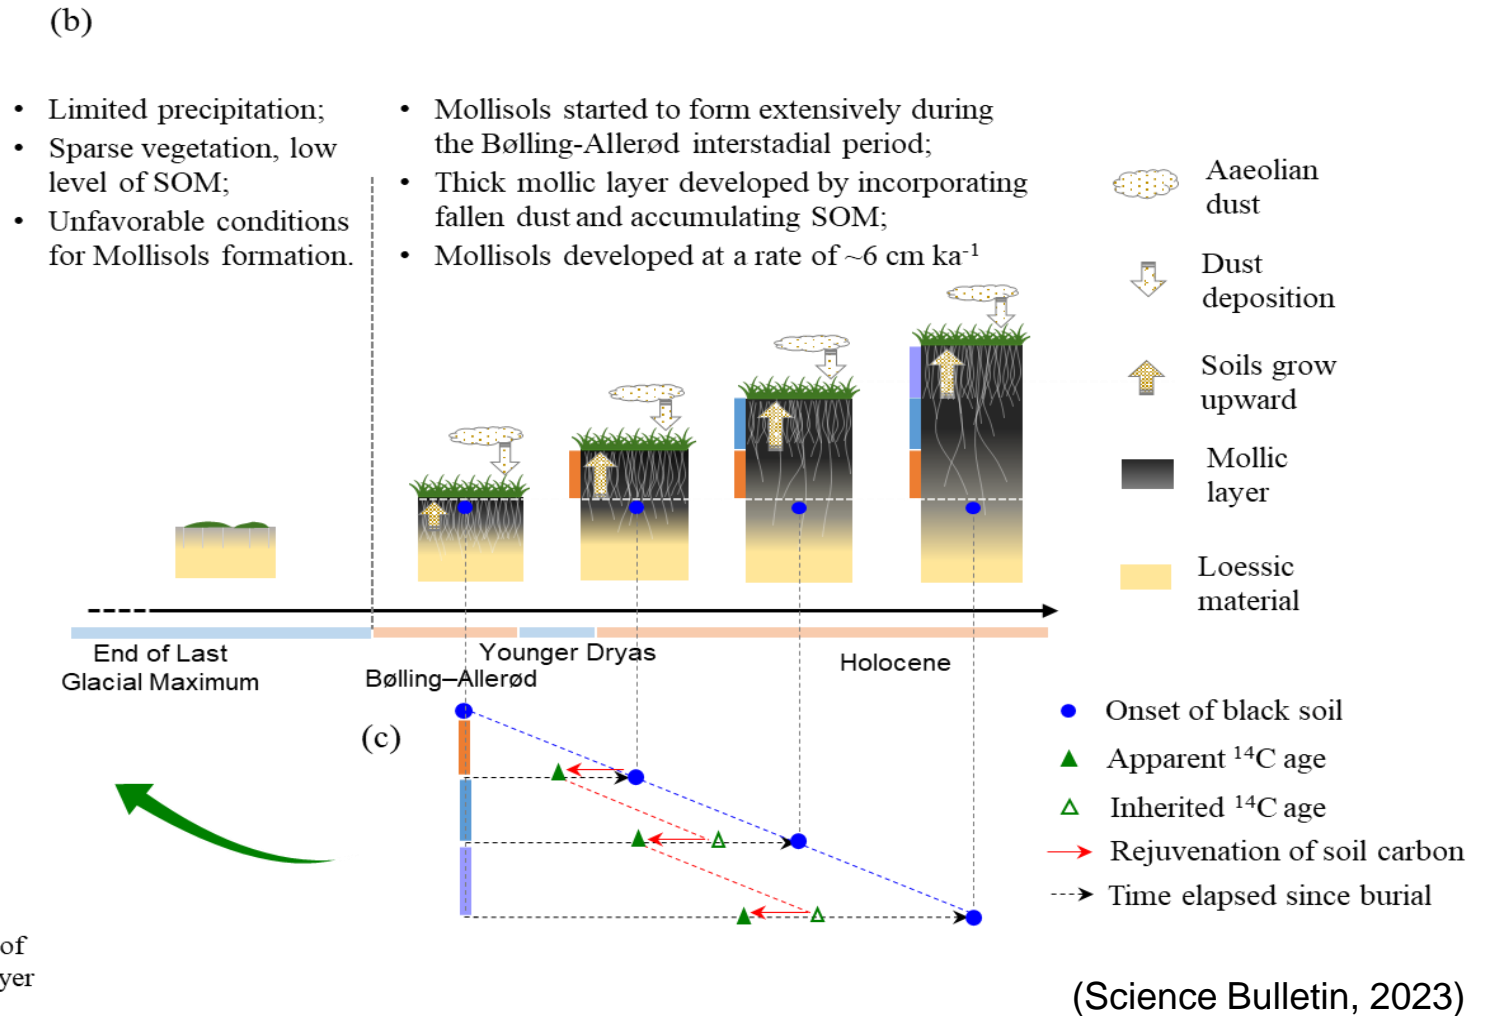 (b)
• Limited precipitation;
• Sparse vegetation, low
level of SOM;
• Unfavorable conditions
for Mollisols formation.
• Mollisols started to form extensively during
the Bølling-Allerød interstadial period;
• Thick mollic layer developed by incorporating
fallen dust and accumulating SOM;
• Mollisols developed at a rate of ~6 cm ka⁻¹
Aaeolian
dust
Dust
deposition
Soils grow
upward
Mollic
layer
Loessic
material
End of Last
Glacial Maximum
Bølling–Allerød
Younger Dryas
Holocene
(c)
Onset of black soil
Apparent ¹⁴C age
Inherited ¹⁴C age
Rejuvenation of soil carbon
Time elapsed since burial
of
yer
(Science Bulletin, 2023)